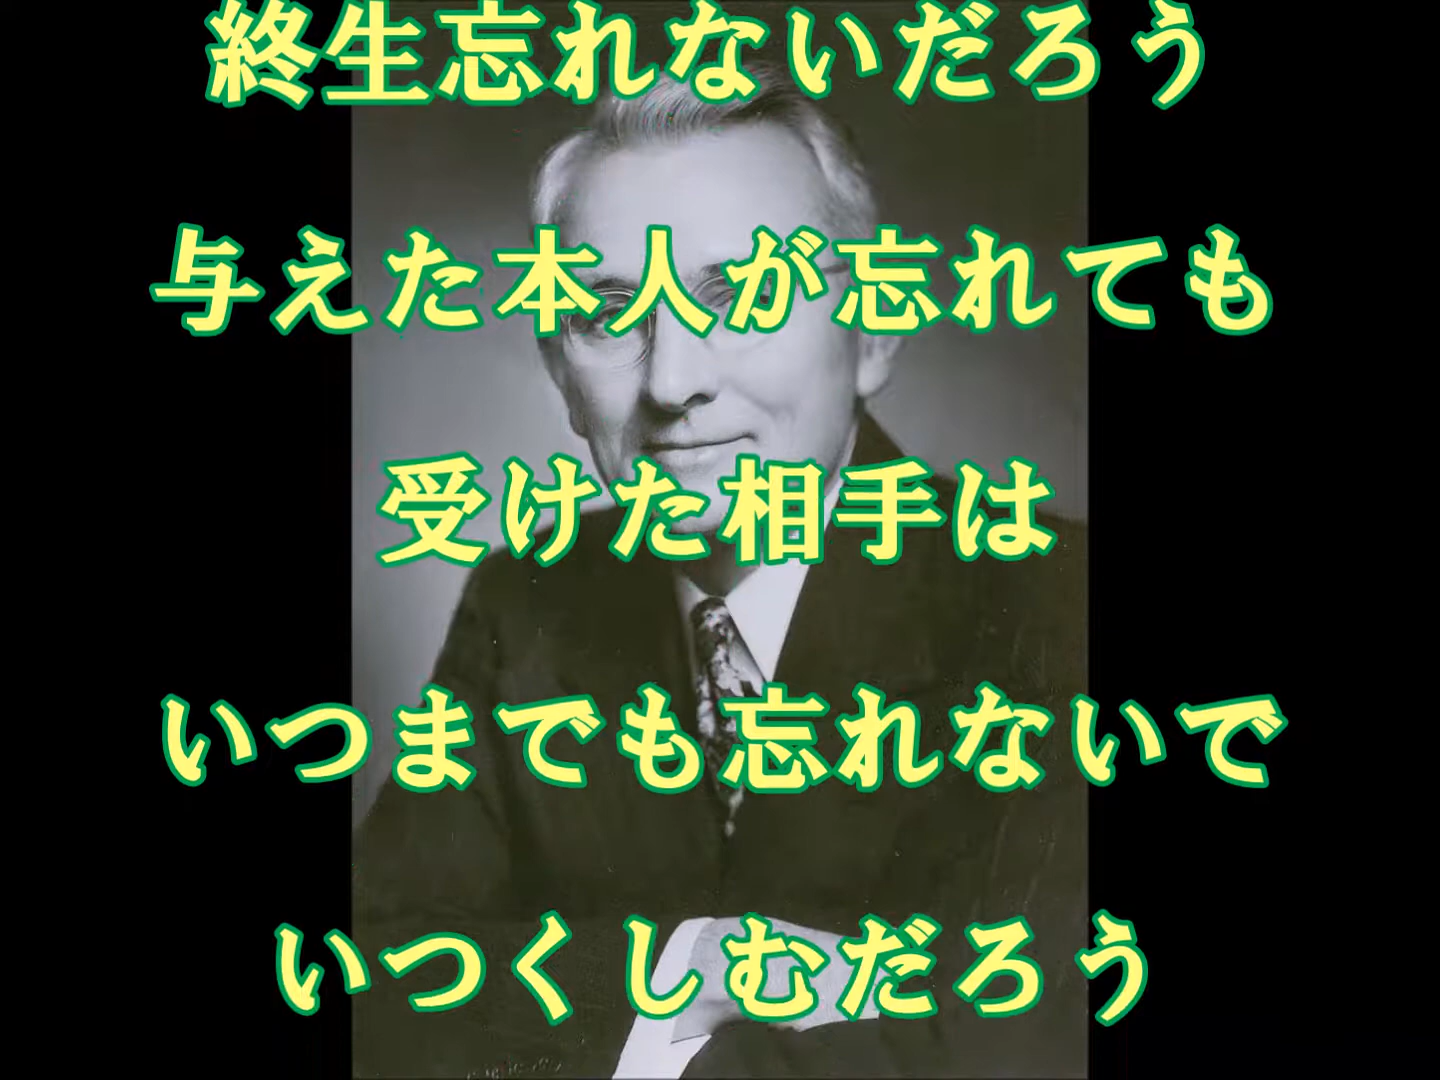 終生忘れないだろう
与えた本人が忘れても
受けた相手は
いつまでも忘れないで
いつくしむだろう